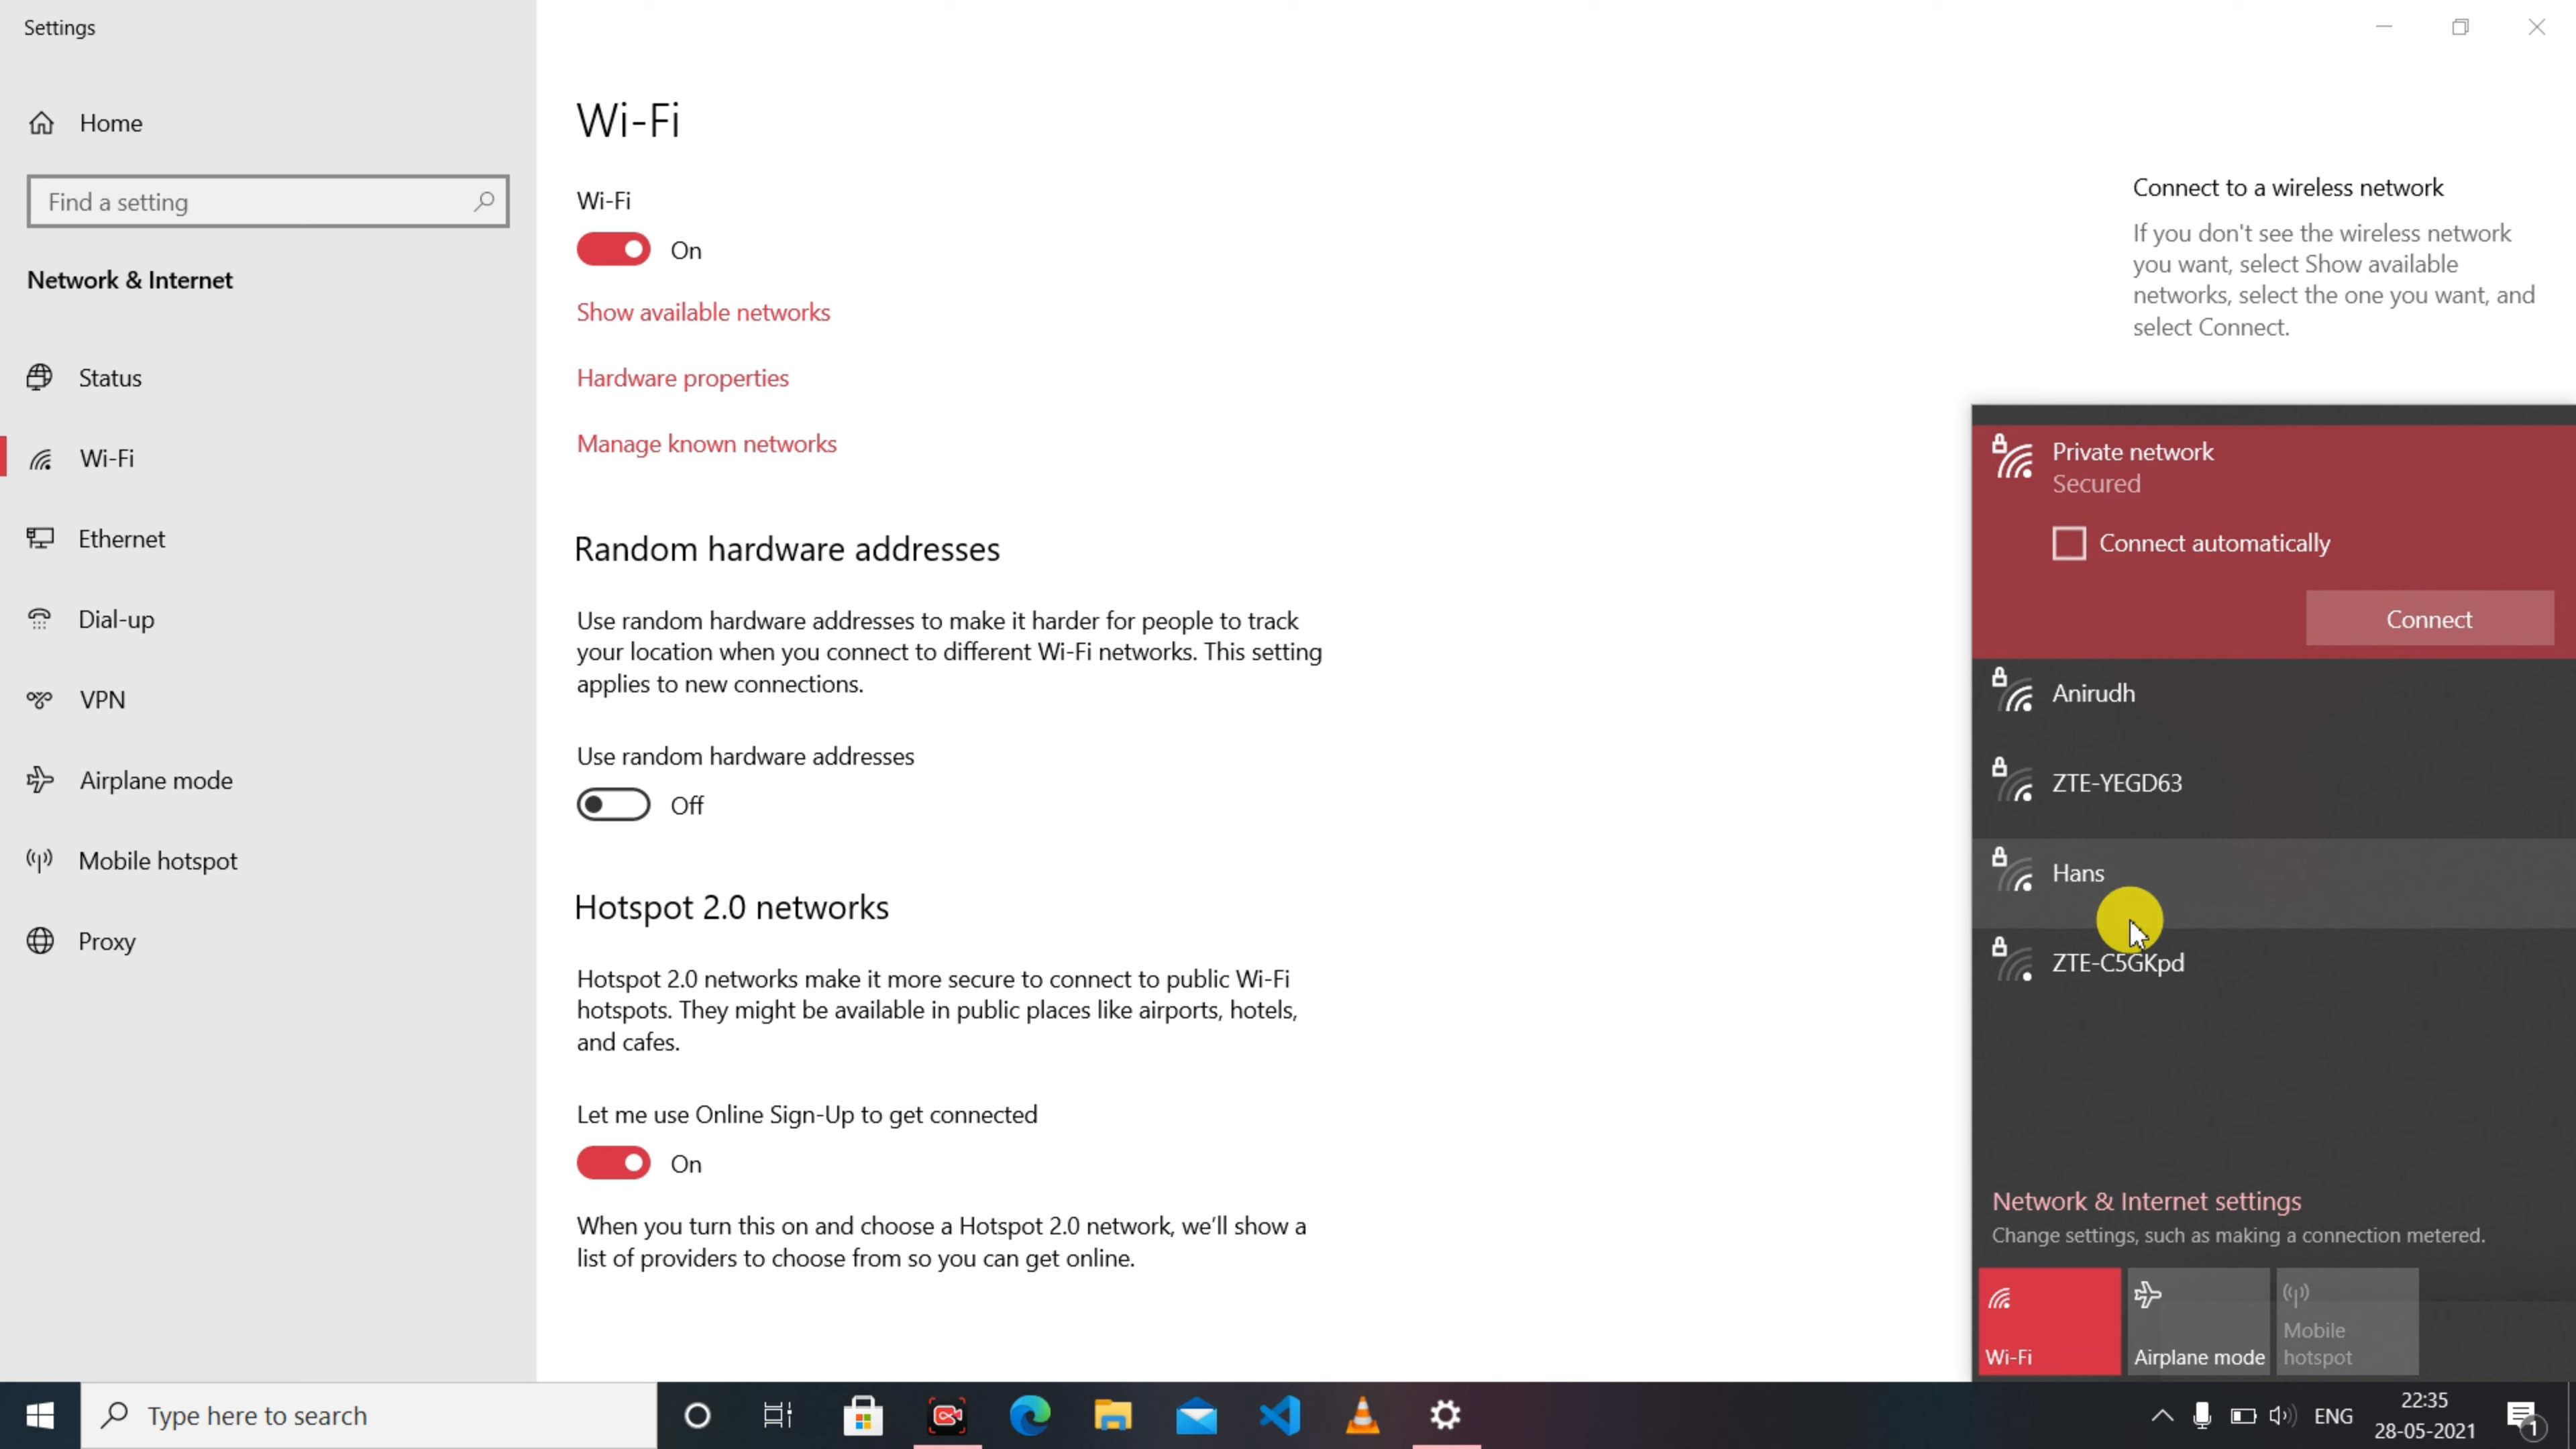 Settings
Home
Find a setting
Network & Internet
Status
Wi-Fi
Ethernet
Dial-up
VPN
Airplane mode
Mobile hotspot
Proxy
Wi-Fi
Wi-Fi
On
Show available networks
Hardware properties
Manage known networks
Random hardware addresses
Use random hardware addresses to make it harder for people to track
your location when you connect to different Wi-Fi networks. This setting
applies to new connections.
Use random hardware addresses
Off
Hotspot 2.0 networks
Hotspot 2.0 networks make it more secure to connect to public Wi-Fi
hotspots. They might be available in public places like airports, hotels,
and cafes.
Let me use Online Sign-Up to get connected
On
When you turn this on and choose a Hotspot 2.0 network, we'll show a
list of providers to choose from so you can get online.
Connect to a wireless network
If you don't see the wireless network
you want, select Show available
networks, select the one you want, and
select Connect.
Private network
Secured
Connect automatically
Connect
Anirudh
ZTE-YEGD63
Hans
ZTE-C5GKpd
Network & Internet settings
Change settings, such as making a connection metered.
Wi-Fi
Airplane mode
Mobile
hotspot
Type here to search
ENG
22:35
28-05-2021
1